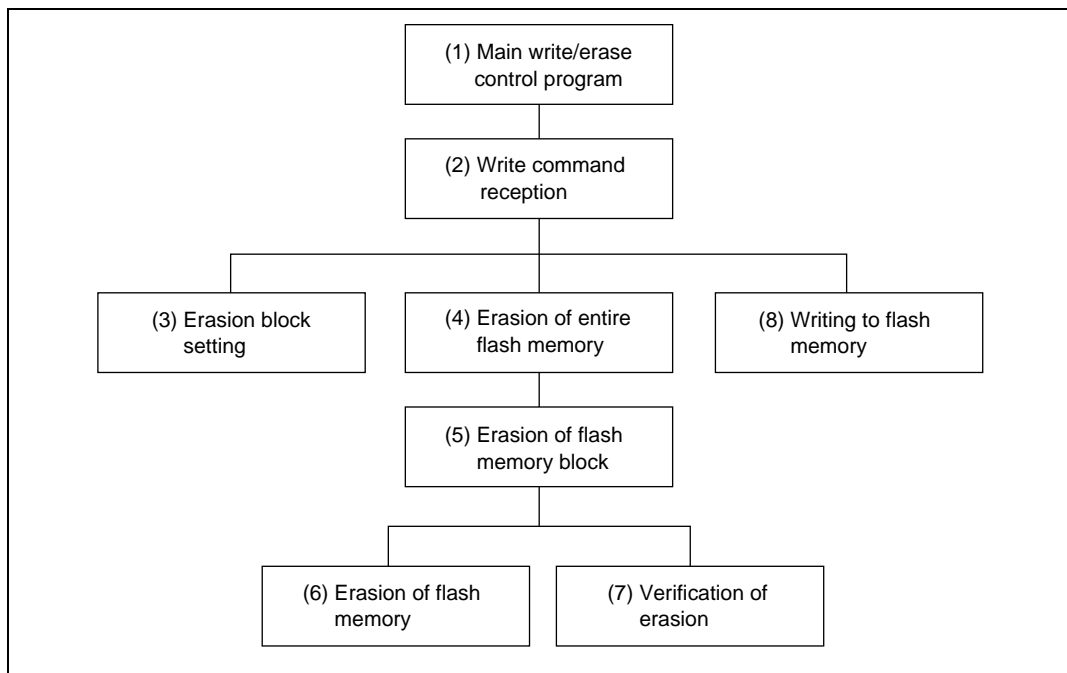 (1) Main write/erase
control program
(2) Write command
reception
(3) Erasion block
setting
(4) Erasion of entire
flash memory
(8) Writing to flash
memory
(5) Erasion of flash
memory block
(6) Erasion of flash
memory
(7) Verification of
erasion